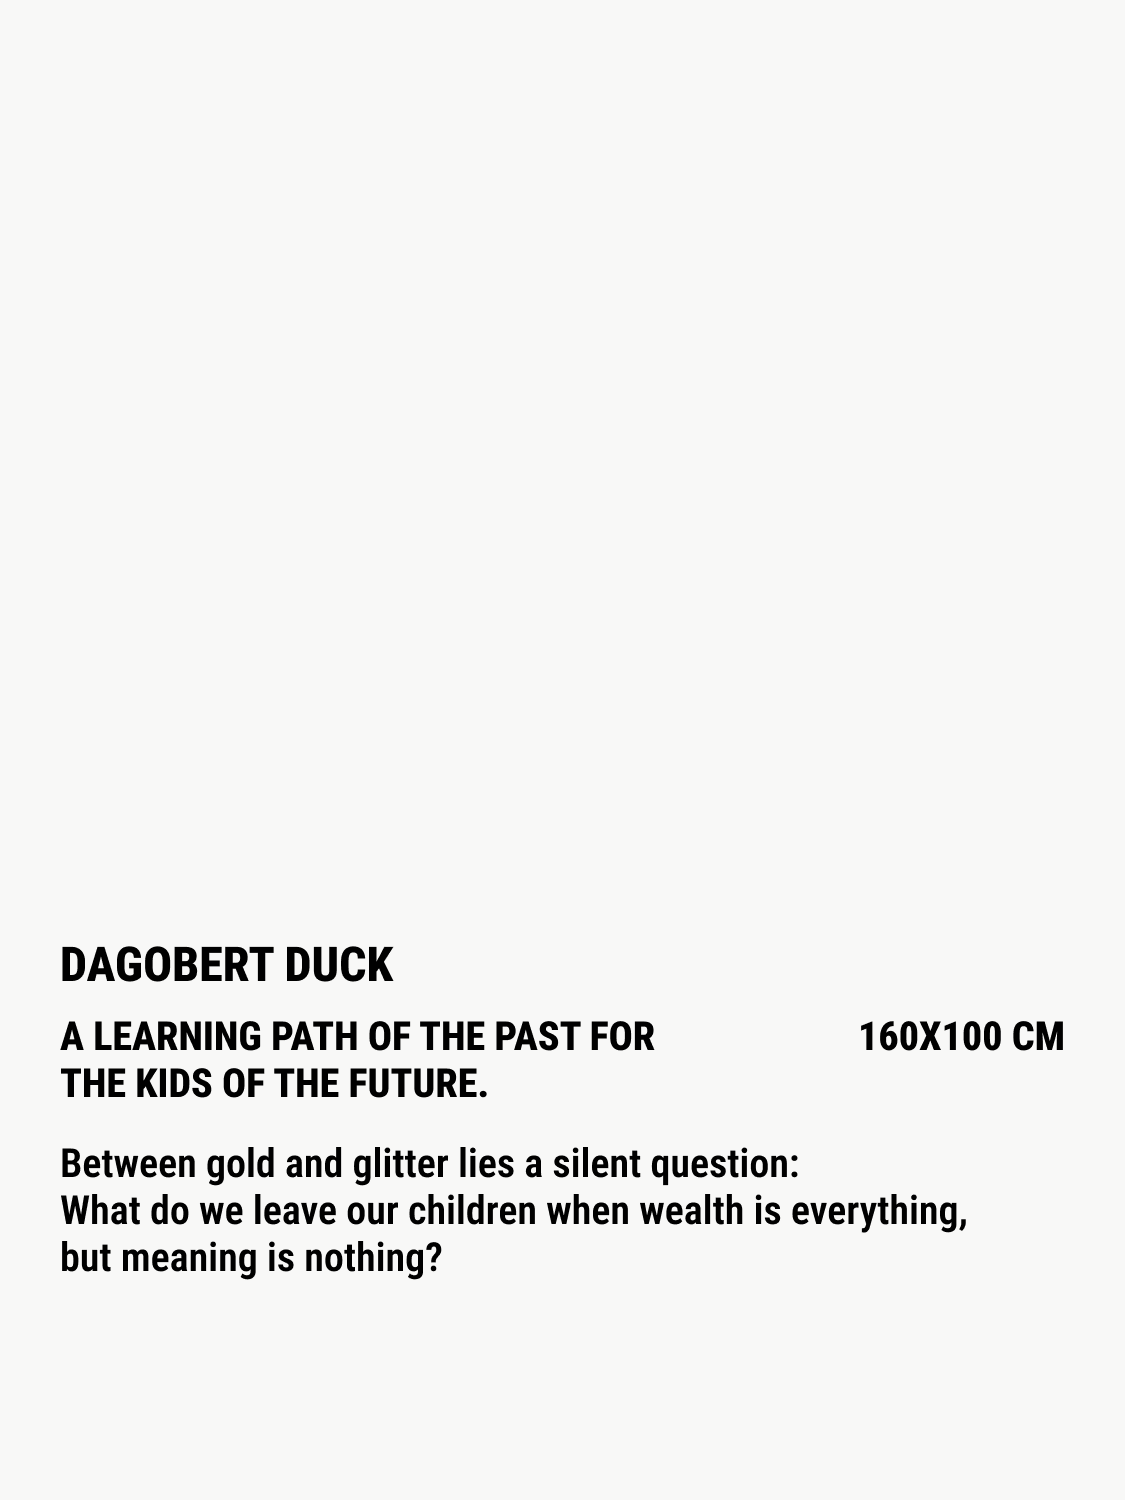 DAGOBERT DUCK
A LEARNING PATH OF THE PAST FOR
160X100 CM
THE KIDS OF THE FUTURE.
Between gold and glitter lies a silent question:
What do we leave our children when wealth is everything,
but meaning is nothing?